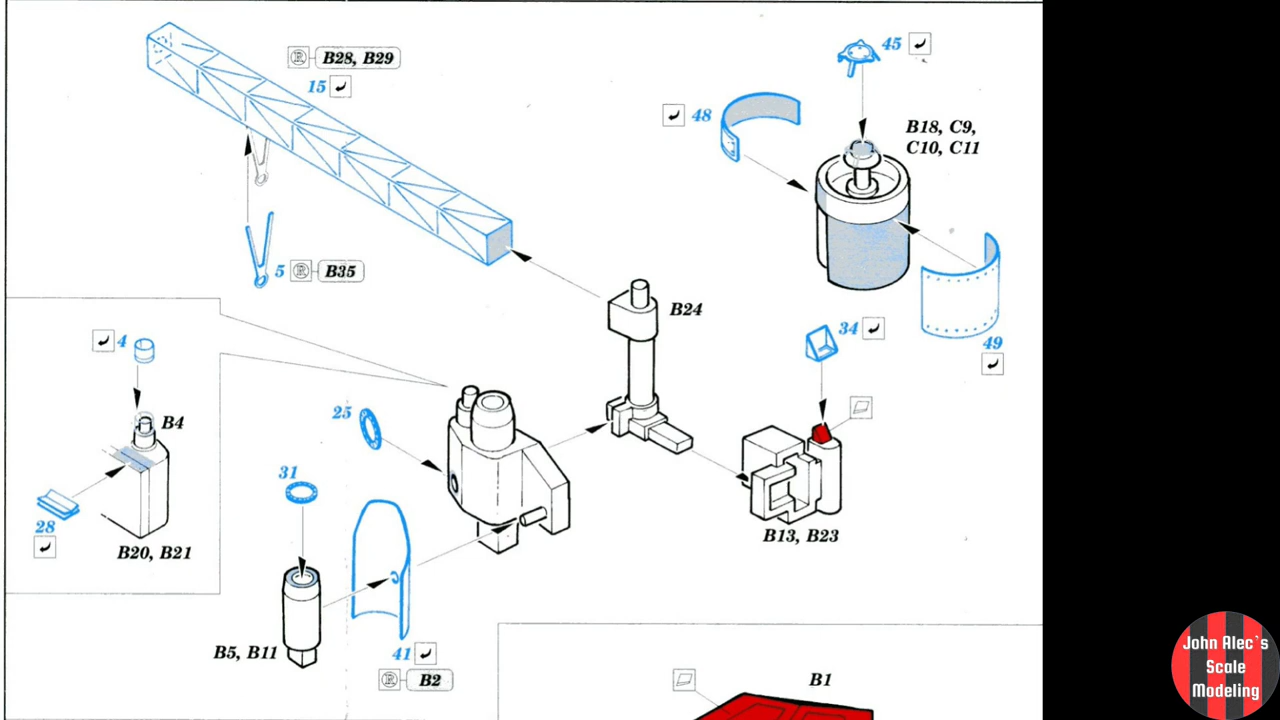 45
Ⓡ B28, B29
15
48
B18, C9,
C10, C11
5 Ⓡ B35
B24
34
49
4
B4
25
31
28
B20, B21
B13, B23
B5, B11
41
Ⓡ B2
B1
John Alec's
Scale
Modeling